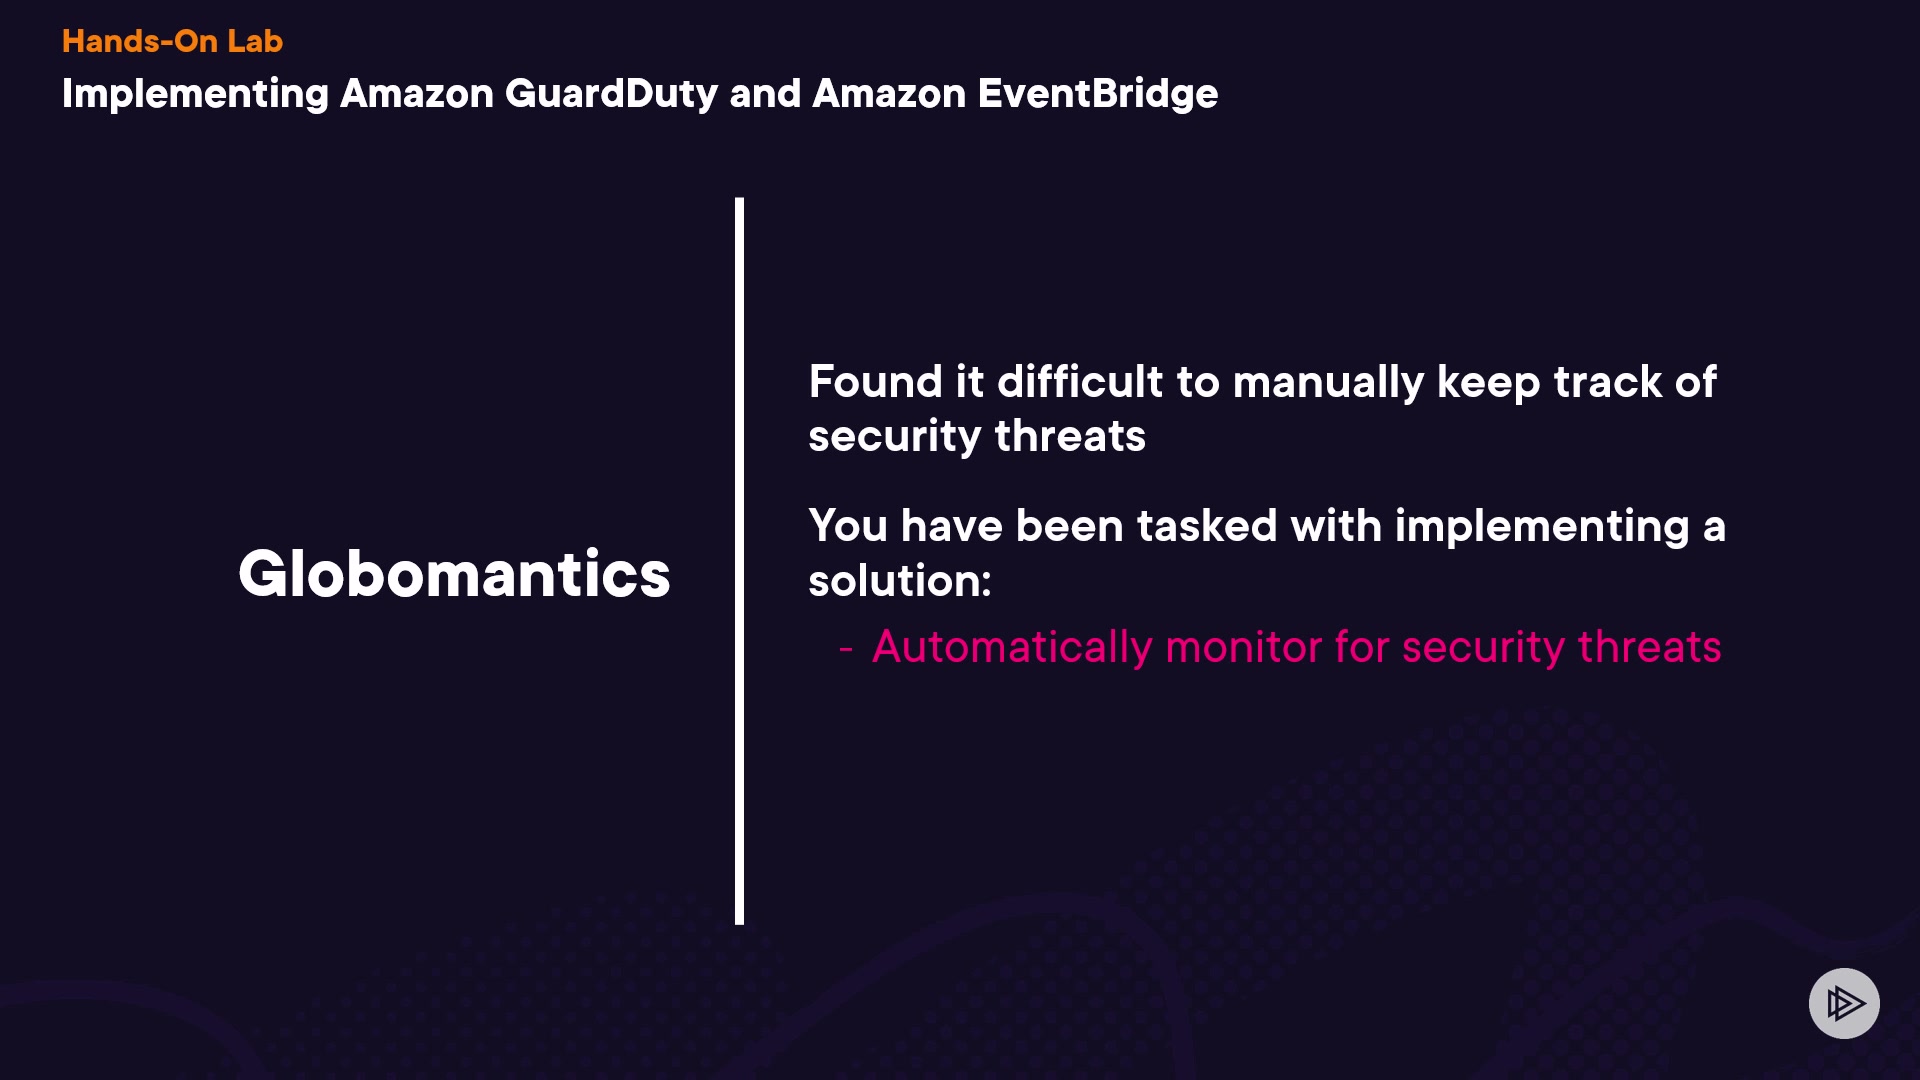 Hands-On Lab
Implementing Amazon GuardDuty and Amazon EventBridge
Globomantics
Found it difficult to manually keep track of
security threats
You have been tasked with implementing a
solution:
- Automatically monitor for security threats